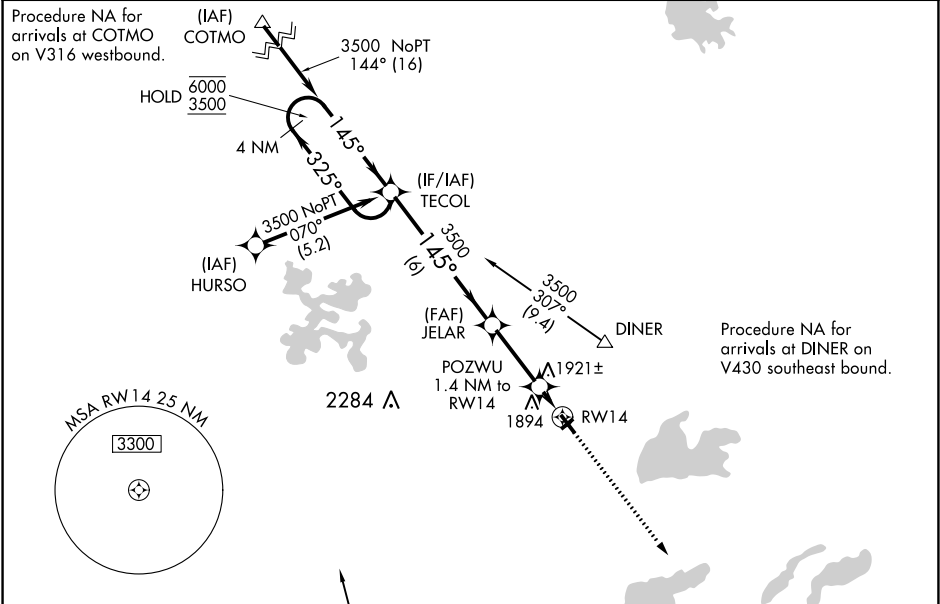 Procedure NA for
arrivals at COTMO
on V316 westbound.
(IAF)
COTMO
3500 NoPT
144° (16)
HOLD 6000
3500
4 NM
145°
325°
(IF/IAF)
TECOL
3500 NoPT
070°
(5.2)
(IAF)
HURSO
3500
145°
(6)
3500
307°
(9.4)
DINER
(FAF)
JELAR
Procedure NA for
arrivals at DINER on
V430 southeast bound.
POZWU
1.4 NM to
RW14
1921±
2284
1894
RW14
MSA RW14 25 NM
3300